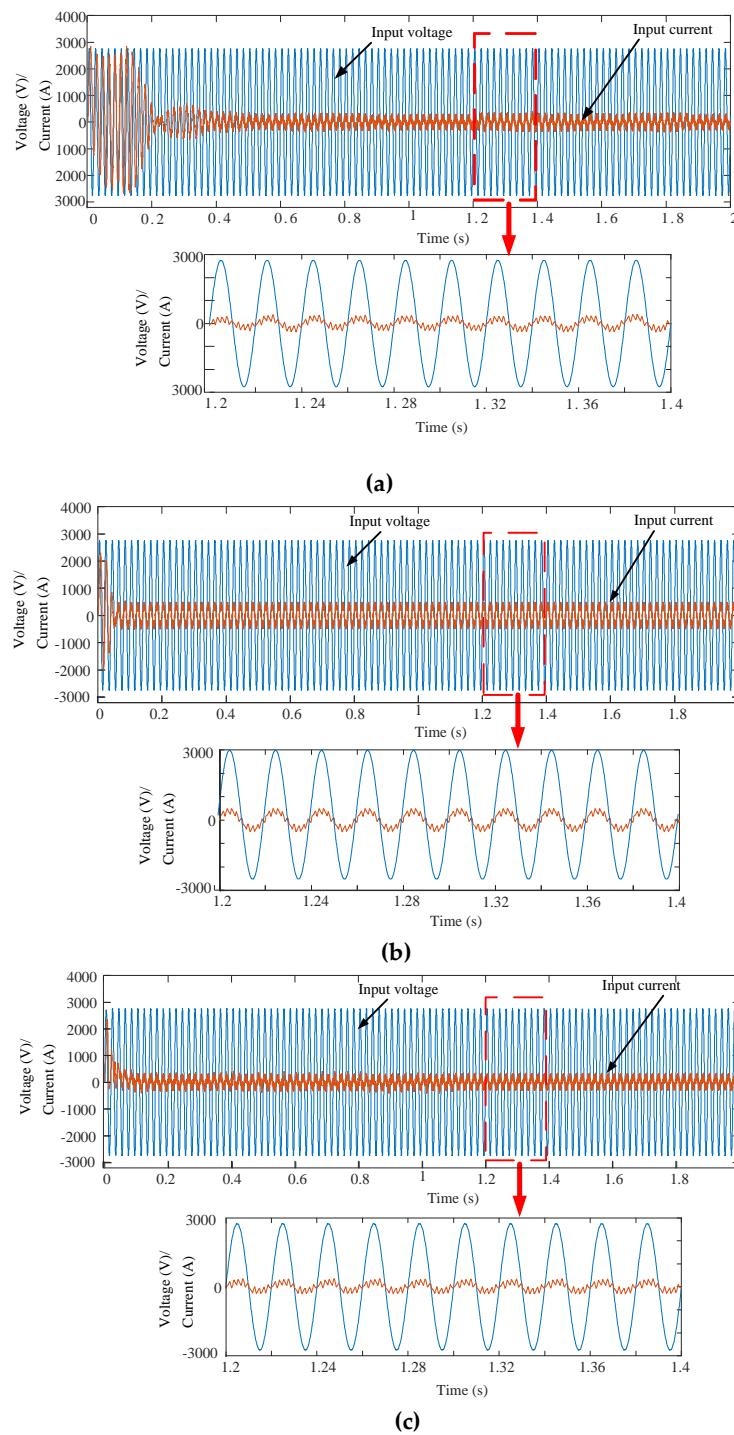 4000
3000
2000
1000
0
1000
2000
3000
Voltage (V)/
Current (A)
Input voltage
Input current
0 0.2 0.4 0.6 0.8 1 1.2 1.4 1.6 1.8 2
Time (s)
3000
0
3000
Voltage (V)/
Current (A)
1. 2 1. 24 1. 28 1. 32 1. 36 1. 4
Time (s)
(a)
4000
3000
2000
1000
0
-1000
-2000
-3000
Voltage (V)/
Current (A)
Input voltage
Input current
0 0.2 0.4 0.6 0.8 1 1.2 1.4 1.6 1.8
Time (s)
3000
0
-3000
Voltage (V)/
Current (A)
1.2 1.24 1.28 1.32 1.36 1.4
Time (s)
(b)
4000
3000
2000
1000
0
-1000
-2000
-3000
Voltage (V)/
Current (A)
Input voltage
Input current
0 0.2 0.4 0.6 0.8 1 1.2 1.4 1.6 1.8
Time (s)
3000
0
-3000
Voltage (V)/
Current (A)
1.2 1.24 1.28 1.32 1.36 1.4
Time (s)
(c)